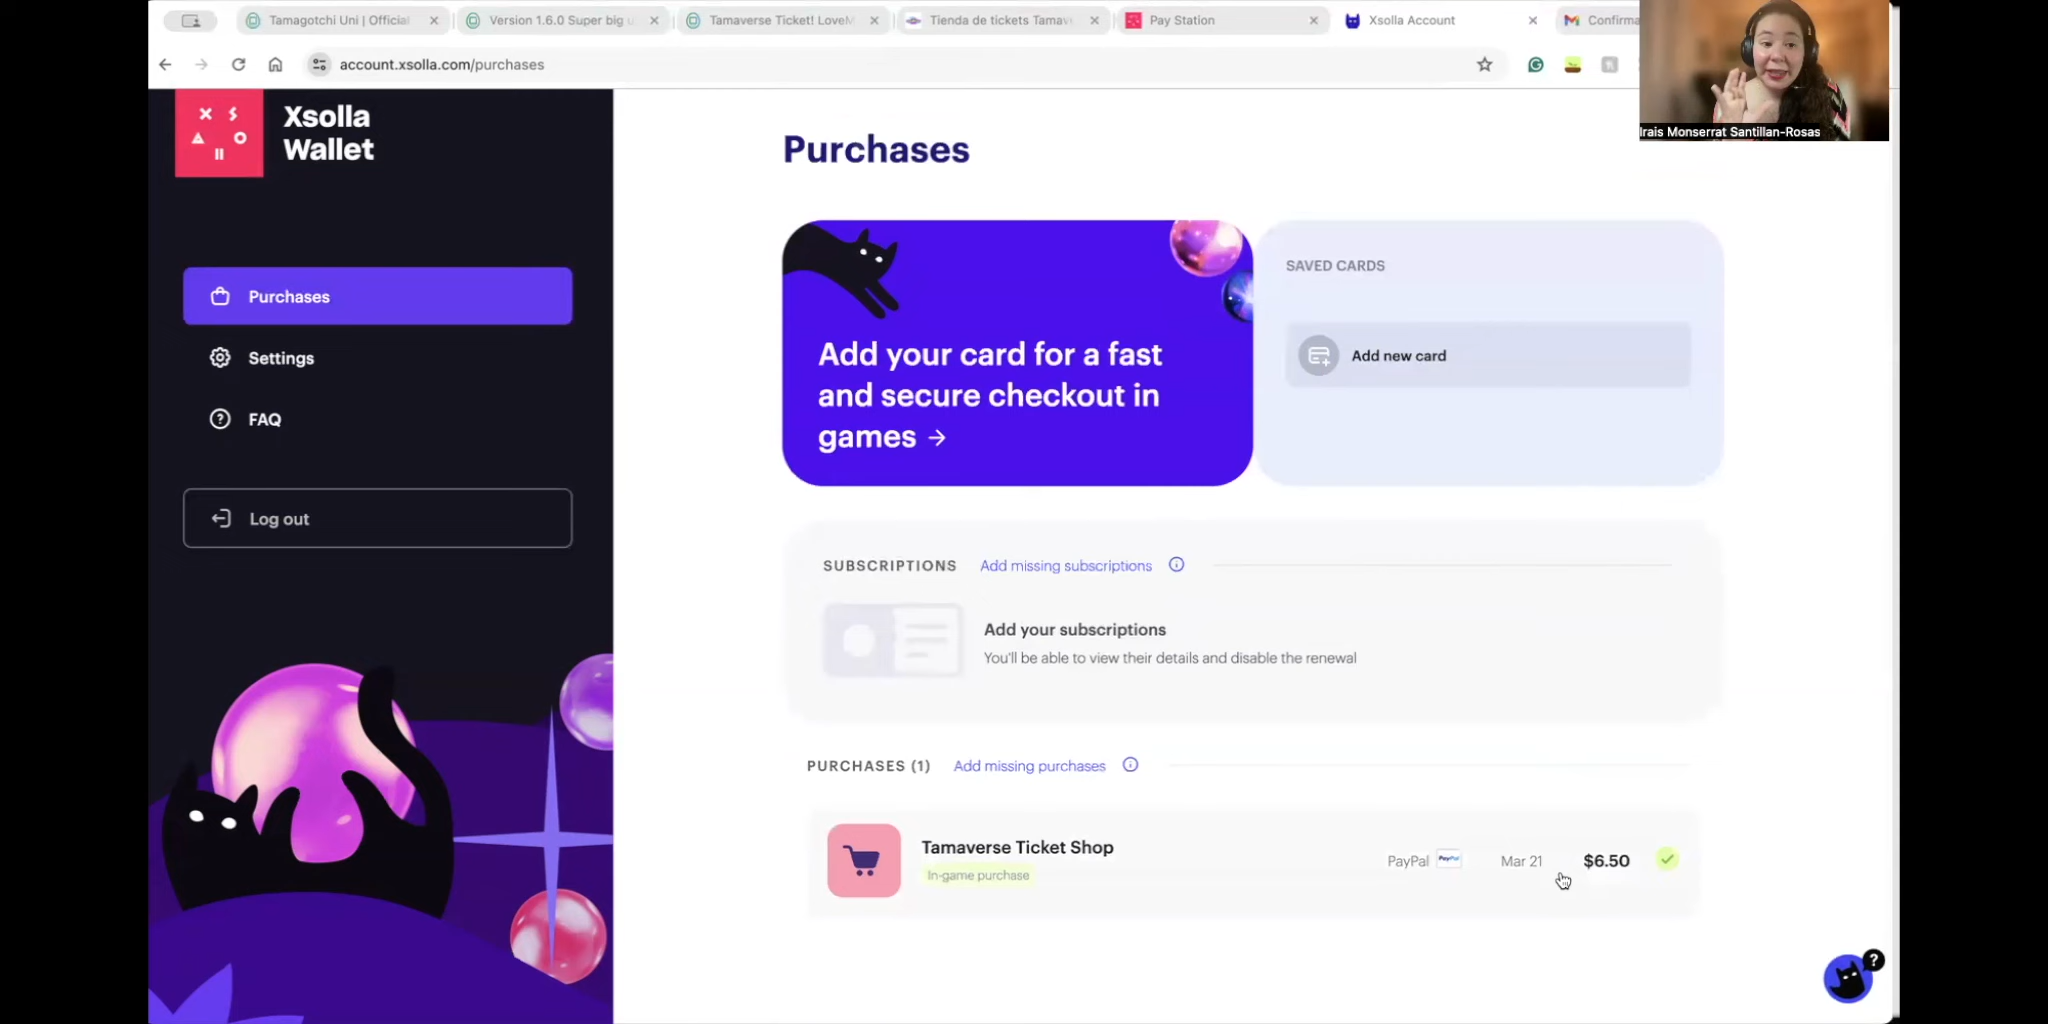 Tamagotchi Uni | Official
Version 1.6.0 Super big u
Tamaverse Ticket! LoveM
Tienda de tickets Tamav
Pay Station
Xsolla Account
Confirma
account.xsolla.com/purchases
Irais Monserrat Santillan-Rosas
Xsolla
Wallet
Purchases
Settings
FAQ
Log out
Purchases
Add your card for a fast
and secure checkout in
games →
SAVED CARDS
Add new card
SUBSCRIPTIONS Add missing subscriptions
Add your subscriptions
You'll be able to view their details and disable the renewal
PURCHASES (1) Add missing purchases
Tamaverse Ticket Shop
In-game purchase
PayPal PayPal Mar 21 $6.50
?